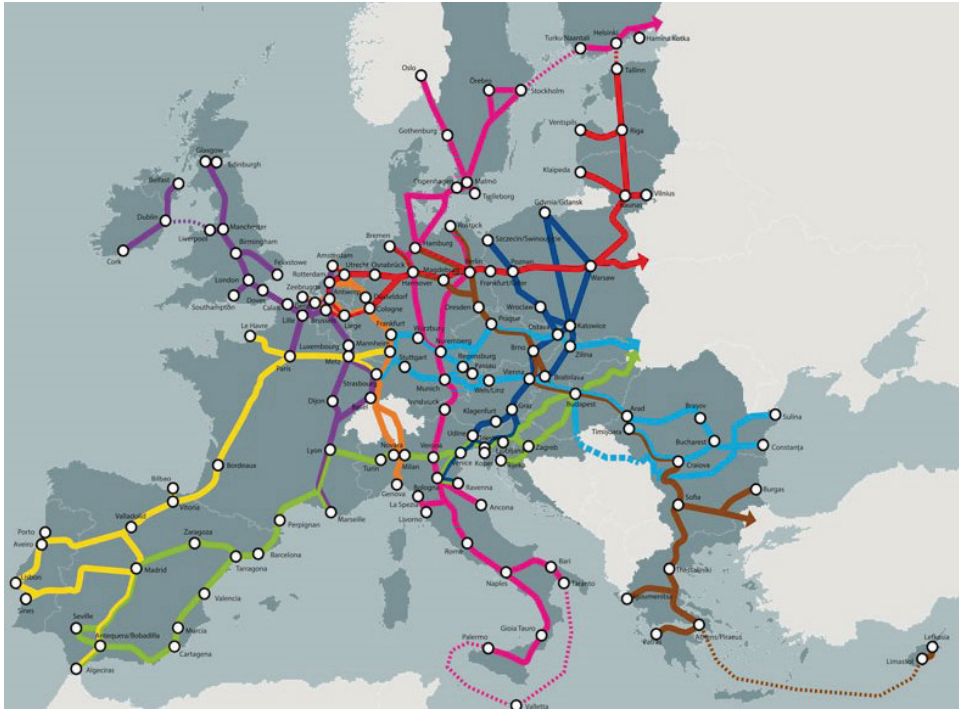 Helsinki
Turku/Naantali
Hamina Kotka
Oslo
Örebro
Stockholm
Tallinn
Ventspils
Riga
Gothenburg
Glasgow
Edinburgh
Klaipeda
Vilnius
Belfast
Copenhagen
Malmö
Trelleborg
Kaunas
Dublin
Gdynia/Gdansk
Liverpool
Manchester
Rostock
Bremen
Szczecin/Swinoujscie
Cork
Birmingham
Hamburg
Felixstowe
Amsterdam
Utrecht
Osnabrück
Magdeburg
Berlin
Poznan
London
Rotterdam
Hannover
Frankfurt/Oder
Warsaw
Southampton
Dover
Zeebrugge
Antwerp
Düsseldorf
Cologne
Calais
Dresden
Wroclaw
Lille
Brussels
Liège
Le Havre
Frankfurt
Würzburg
Prague
Ostava
Katowice
Luxembourg
Mannheim
Nuremberg
Brno
Zilina
Paris
Metz
Stuttgart
Regensburg
Passau
Strasbourg
Munich
Wels/Linz
Vienna
Bratislava
Dijon
Basel
Innsbruck
Klagenfurt
Graz
Budapest
Arad
Braşov
Sulina
Timişoara
Udine
Lyon
Novara
Verona
Zagreb
Bucharest
Constanţa
Turin
Milan
Venice
Koper
Ljubljana
Rijeka
Craiova
Bordeaux
Bilbao
Vitoria
Genova
Bologna
Ravenna
Burgas
Sofia
La Spezia
Livorno
Ancona
Marseille
Perpignan
Porto
Aveiro
Valladolid
Zaragoza
Barcelona
Tarragona
Rome
Madrid
Lisbon
Sines
Naples
Bari
Taranto
Thessaloniki
Igoumenitsa
Valencia
Seville
Murcia
Antequera/Bobadilla
Cartagena
Gioia Tauro
Palermo
Patras
Athens/Piraeus
Lefkosia
Limassol
Algeciras
Valletta